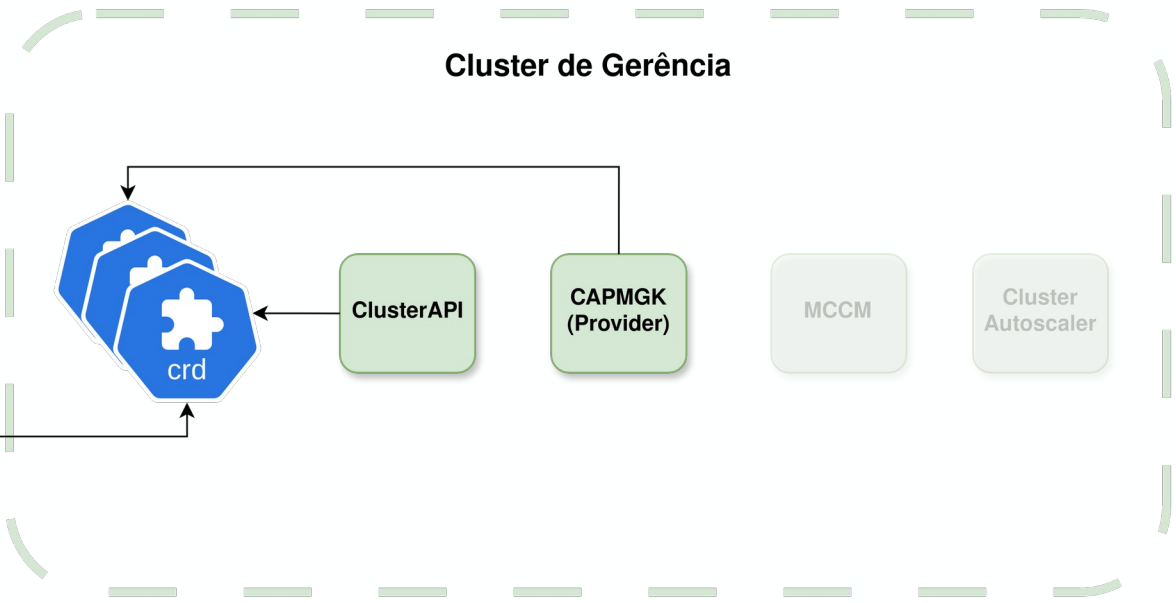 Cluster de Gerência
crd
ClusterAPI
CAPMGK
(Provider)
MCCM
Cluster
Autoscaler